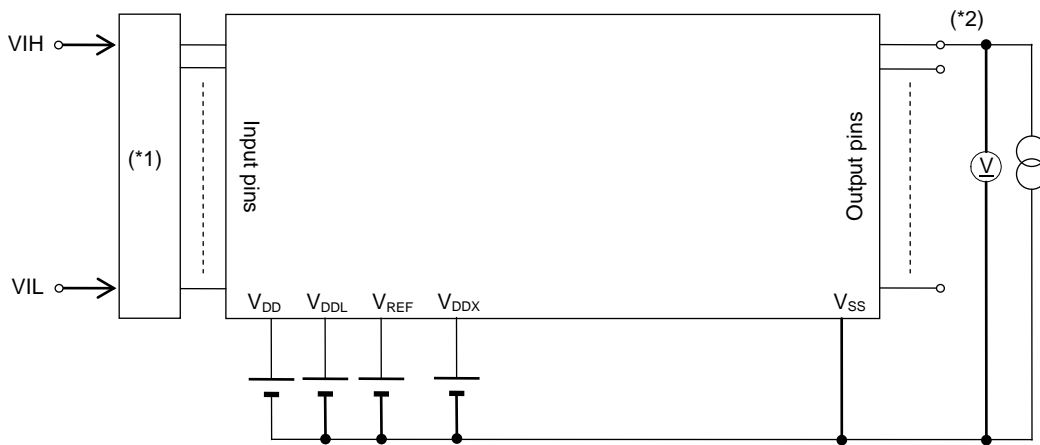 (*2)
VIH
(*1)
Input pins
Output pins
V
VIL
VDD
VDDL
VREF
VDDX
VSS